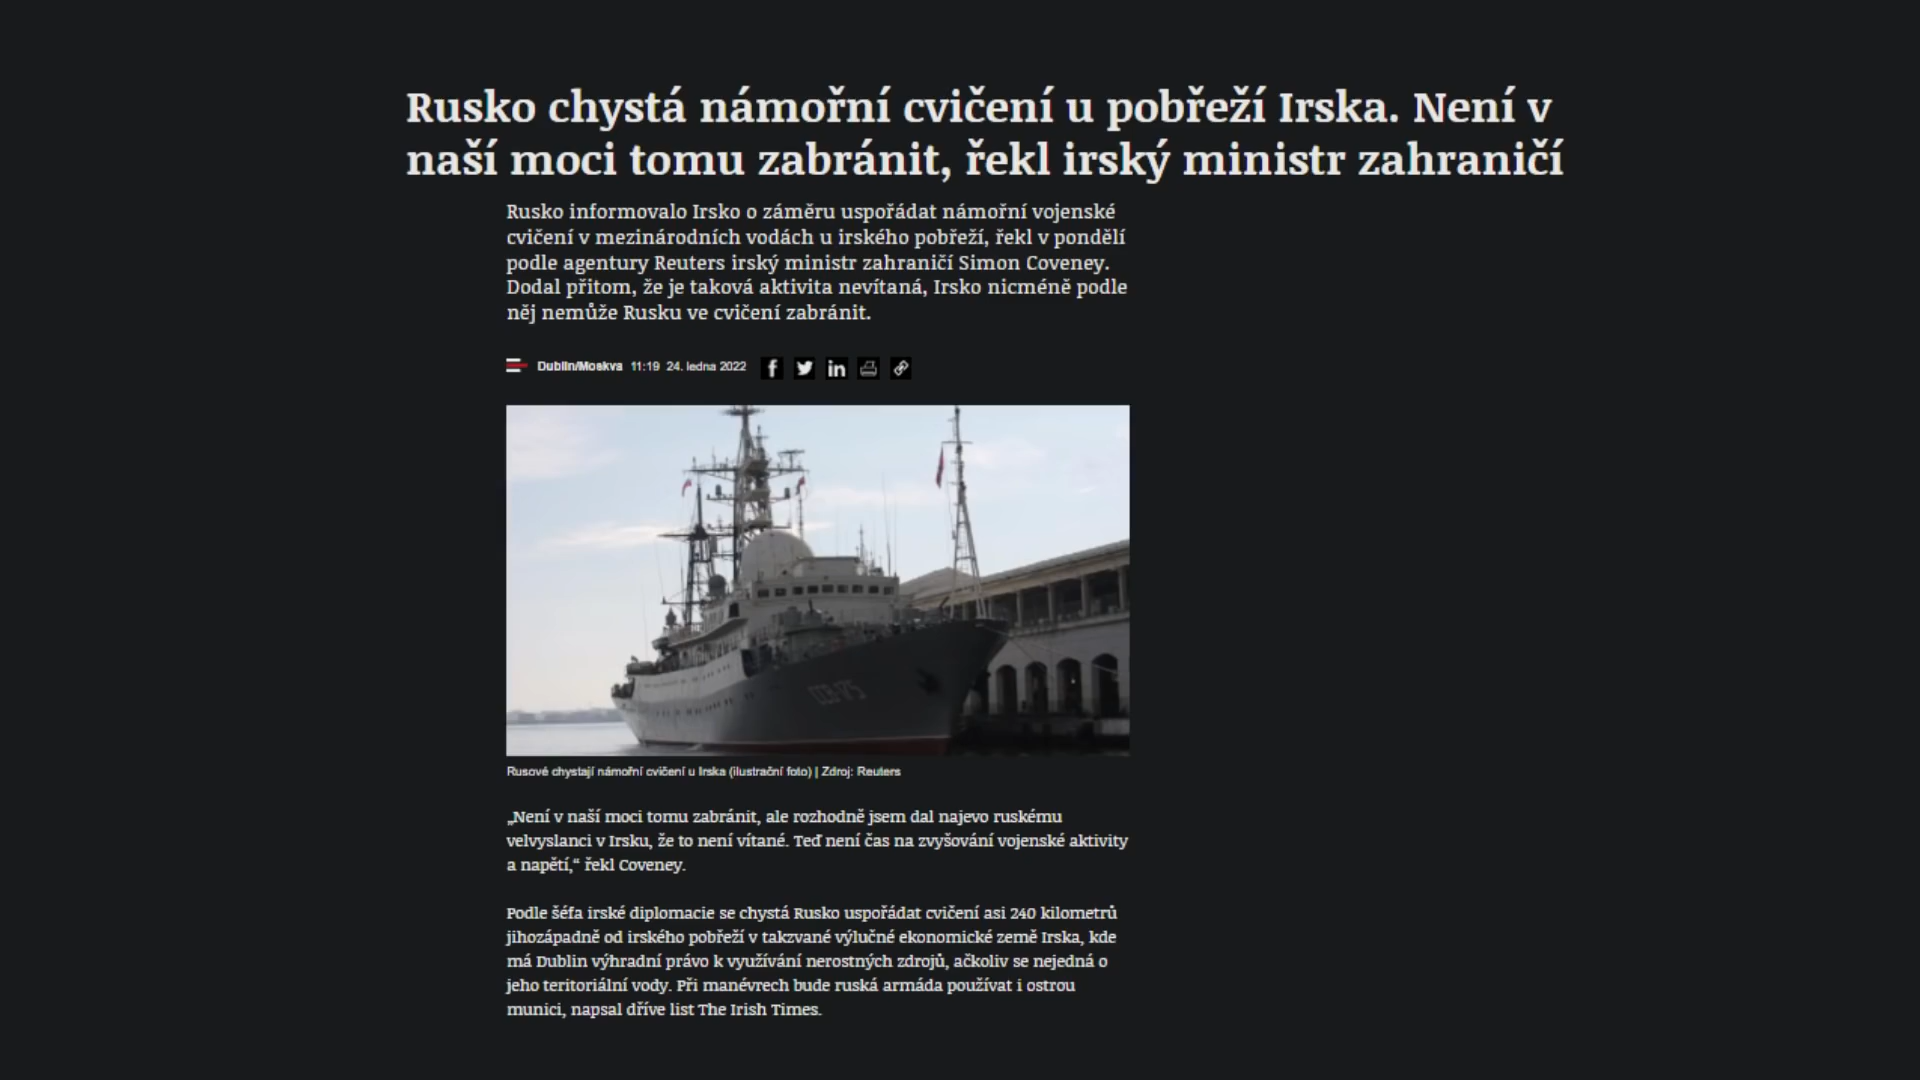 Rusko chystá námořní cvičení u pobřeží Irska. Není v
naší moci tomu zabránit, řekl irský ministr zahraničí
Rusko informovalo Irsko o záměru uspořádat námořní vojenské
cvičení v mezinárodních vodách u irského pobřeží, řekl v pondělí
podle agentury Reuters irský ministr zahraničí Simon Coveney.
Dodal přitom, že je taková aktivita nevítaná, Irsko nicméně podle
něj nemůže Rusku ve cvičení zabránit.
Dublin/Moskva 11:19 24. ledna 2022
Rusové chystají námořní cvičení u Irska (ilustrační foto) | Zdroj: Reuters
„Není v naší moci tomu zabránit, ale rozhodně jsem dal najevo ruskému
velvyslanci v Irsku, že to není vítané. Teď není čas na zvyšování vojenské aktivity
a napětí,“ řekl Coveney.
Podle šéfa irské diplomacie se chystá Rusko uspořádat cvičení asi 240 kilometrů
jihozápadně od irského pobřeží v takzvané výlučné ekonomické země Irska, kde
má Dublin výhradní právo k využívání nerostných zdrojů, ačkoliv se nejedná o
jeho teritoriální vody. Při manévrech bude ruská armáda používat i ostrou
munici, napsal dříve list The Irish Times.